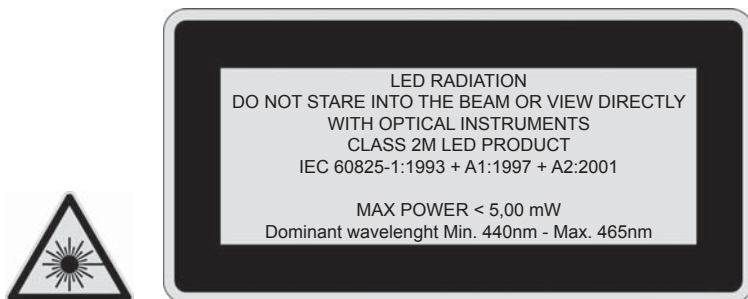 LED RADIATION
DO NOT STARE INTO THE BEAM OR VIEW DIRECTLY
WITH OPTICAL INSTRUMENTS
CLASS 2M LED PRODUCT
IEC 60825-1:1993 + A1:1997 + A2:2001
MAX POWER < 5,00 mW
Dominant wavelenght Min. 440nm - Max. 465nm